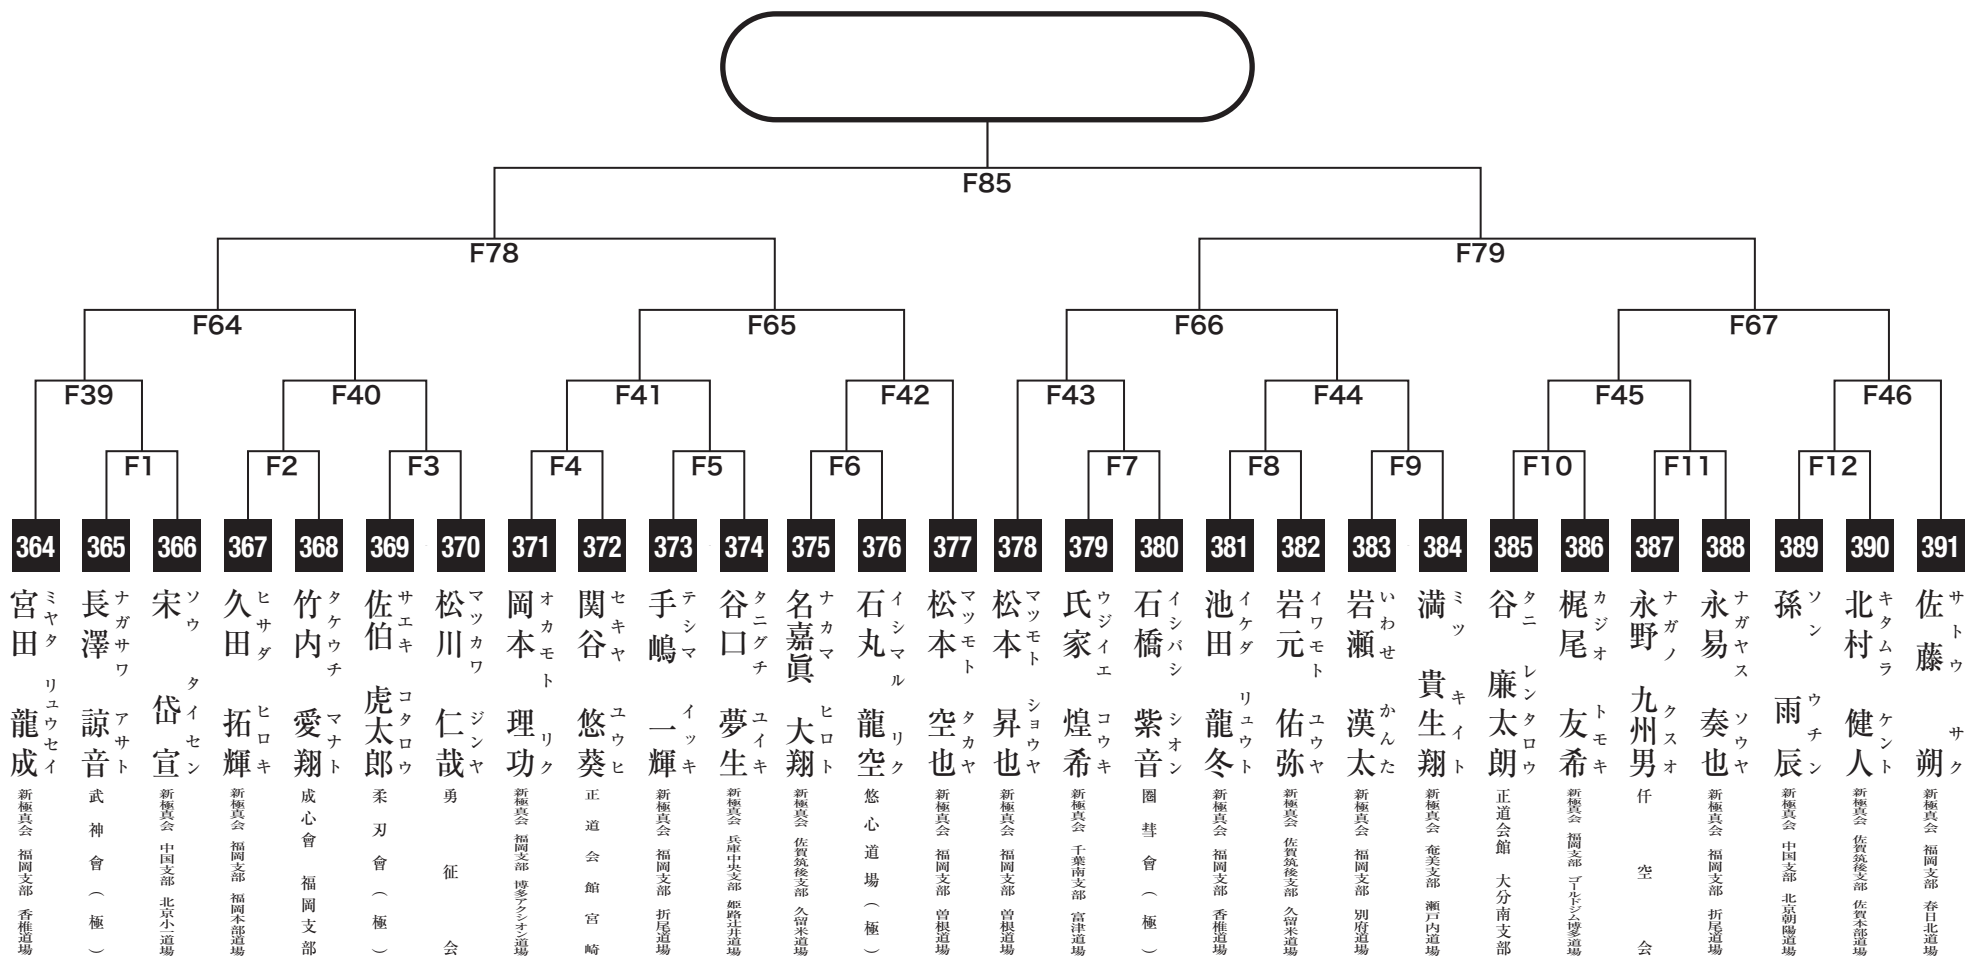 F85
F78
F79
F64
F65
F66
F67
F39
F40
F41
F42
F43
F44
F45
F46
F1
F2
F3
F4
F5
F6
F7
F8
F9
F10
F11
F12
364
宮田 龍成
ミヤタ リュウセイ
新極真会 福岡支部 香椎道場
365
長澤 諒音
ナガサワ アサト
武神會(極)
366
宋 岱宣
ソウ タイセン
新極真会 中国支部 北京小二道場
367
久田 拓輝
ヒサダ ヒロキ
新極真会 福岡支部 福岡本部道場
368
竹内 愛翔
タケウチ マナト
成心會 福岡支部
369
佐伯 虎太郎
サエキ コタロウ
柔刃會(極)
370
松川 仁哉
マツカワ ジンヤ
勇征会
371
岡本 理功
オカモト リク
新極真会 福岡支部 博多アクシオン道場
372
関谷 悠葵
セキヤ ユウヒ
正道会館宮崎
373
手嶋 一輝
テシマ イッキ
新極真会 福岡支部 折尾道場
374
谷口 夢生
タニグチ ユイキ
新極真会 兵庫中央支部 姫路辻井道場
375
名嘉眞 大翔
ナカマ ヒロト
新極真会 佐賀筑後支部 久留米道場
376
石丸 龍空
イシマル リク
悠心道場(極)
377
松本 空也
マツモト タカヤ
新極真会 福岡支部 曽根道場
378
松本 昇也
マツモト ショウヤ
新極真会 福岡支部 曽根道場
379
氏家 煌希
ウジイエ コウキ
新極真会 千葉南支部 富津道場
380
石橋 紫音
イシバシ シオン
圏彗會(極)
381
池田 龍冬
イケダ リュウト
新極真会 福岡支部 香椎道場
382
岩元 佑弥
イワモト ユウヤ
新極真会 佐賀筑後支部 久留米道場
383
岩瀬 漢太
いわせ かんた
新極真会 福岡支部 別府道場
384
満 貴生翔
ミツ キイト
新極真会 奄美支部 瀬戸内道場
385
谷 廉太朗
タニ レンタロウ
正道会館 大分南支部
386
梶尾 友希
カジオ トモキ
新極真会 福岡支部 ゴールドジム博多道場
387
永野 九州男
ナガノ クスオ
仟空会
388
永易 奏也
ナガヤス ソウヤ
新極真会 福岡支部 折尾道場
389
孫 雨辰
ソン ウチン
新極真会 中国支部 北京朝陽道場
390
北村 健人
キタムラ ケント
新極真会 佐賀筑後支部 佐賀本部道場
391
佐藤 朔
サトウ サク
新極真会 福岡支部 春日北道場